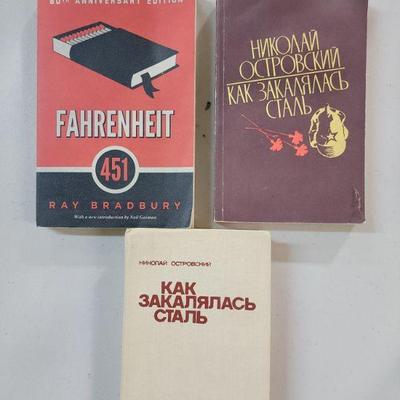 60TH ANNIVERSARY EDITION
FAHRENHEIT
451
RAY BRADBURY
With a new introduction by Neil Gaiman
НИКОЛАЙ
ОСТРОВСКИЙ
КАК ЗАКАЛЯЛАСЬ
СТАЛЬ
НИКОЛАЙ ОСТРОВСКИЙ
КАК
ЗАКАЛЯЛАСЬ
СТАЛЬ